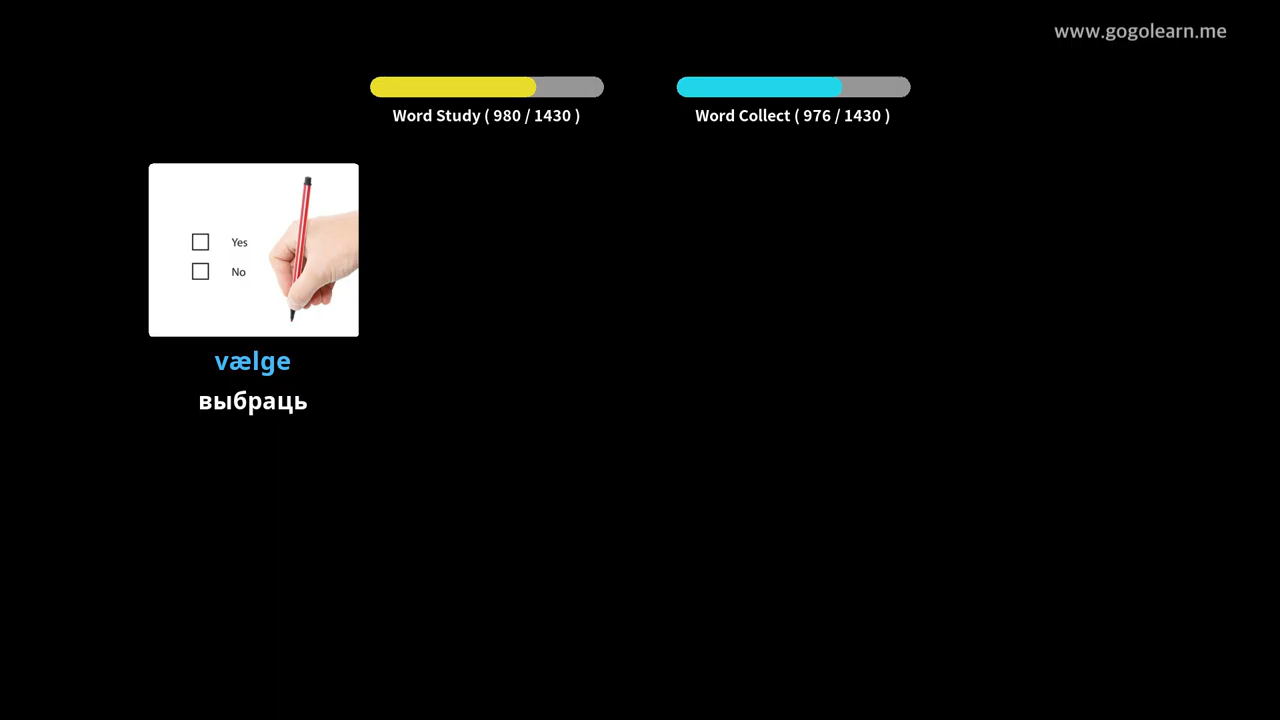 www.gogolearn.me
Word Study ( 980 / 1430 )
Word Collect ( 976 / 1430 )
Yes
No
vælge
выбраць